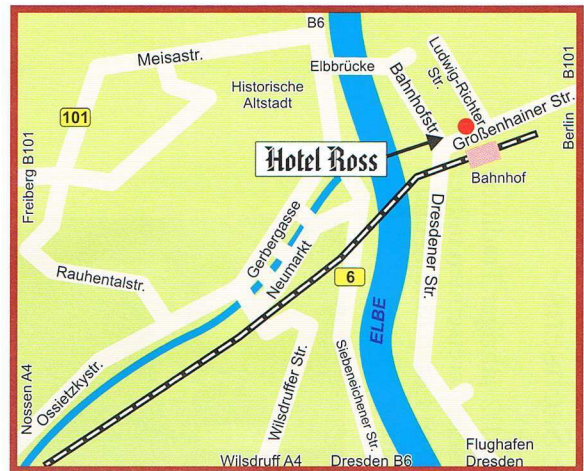 B6
Meisastr.
Elbbrücke
Historische
Altstadt
Bahnhofstr.
Ludwig-Richter
Str.
B101
Großenhainer Str.
Berlin
101
Hotel Ross
Bahnhof
Freiberg B101
Gerbergasse
Neumarkt
Dresdener Str.
Rauhentalstr.
6
ELBE
Nossen A4
Ossietzkystr.
Wilsdruffer Str.
Siebeneichener Str.
Wilsdruff A4
Dresden B6
Flughafen
Dresden